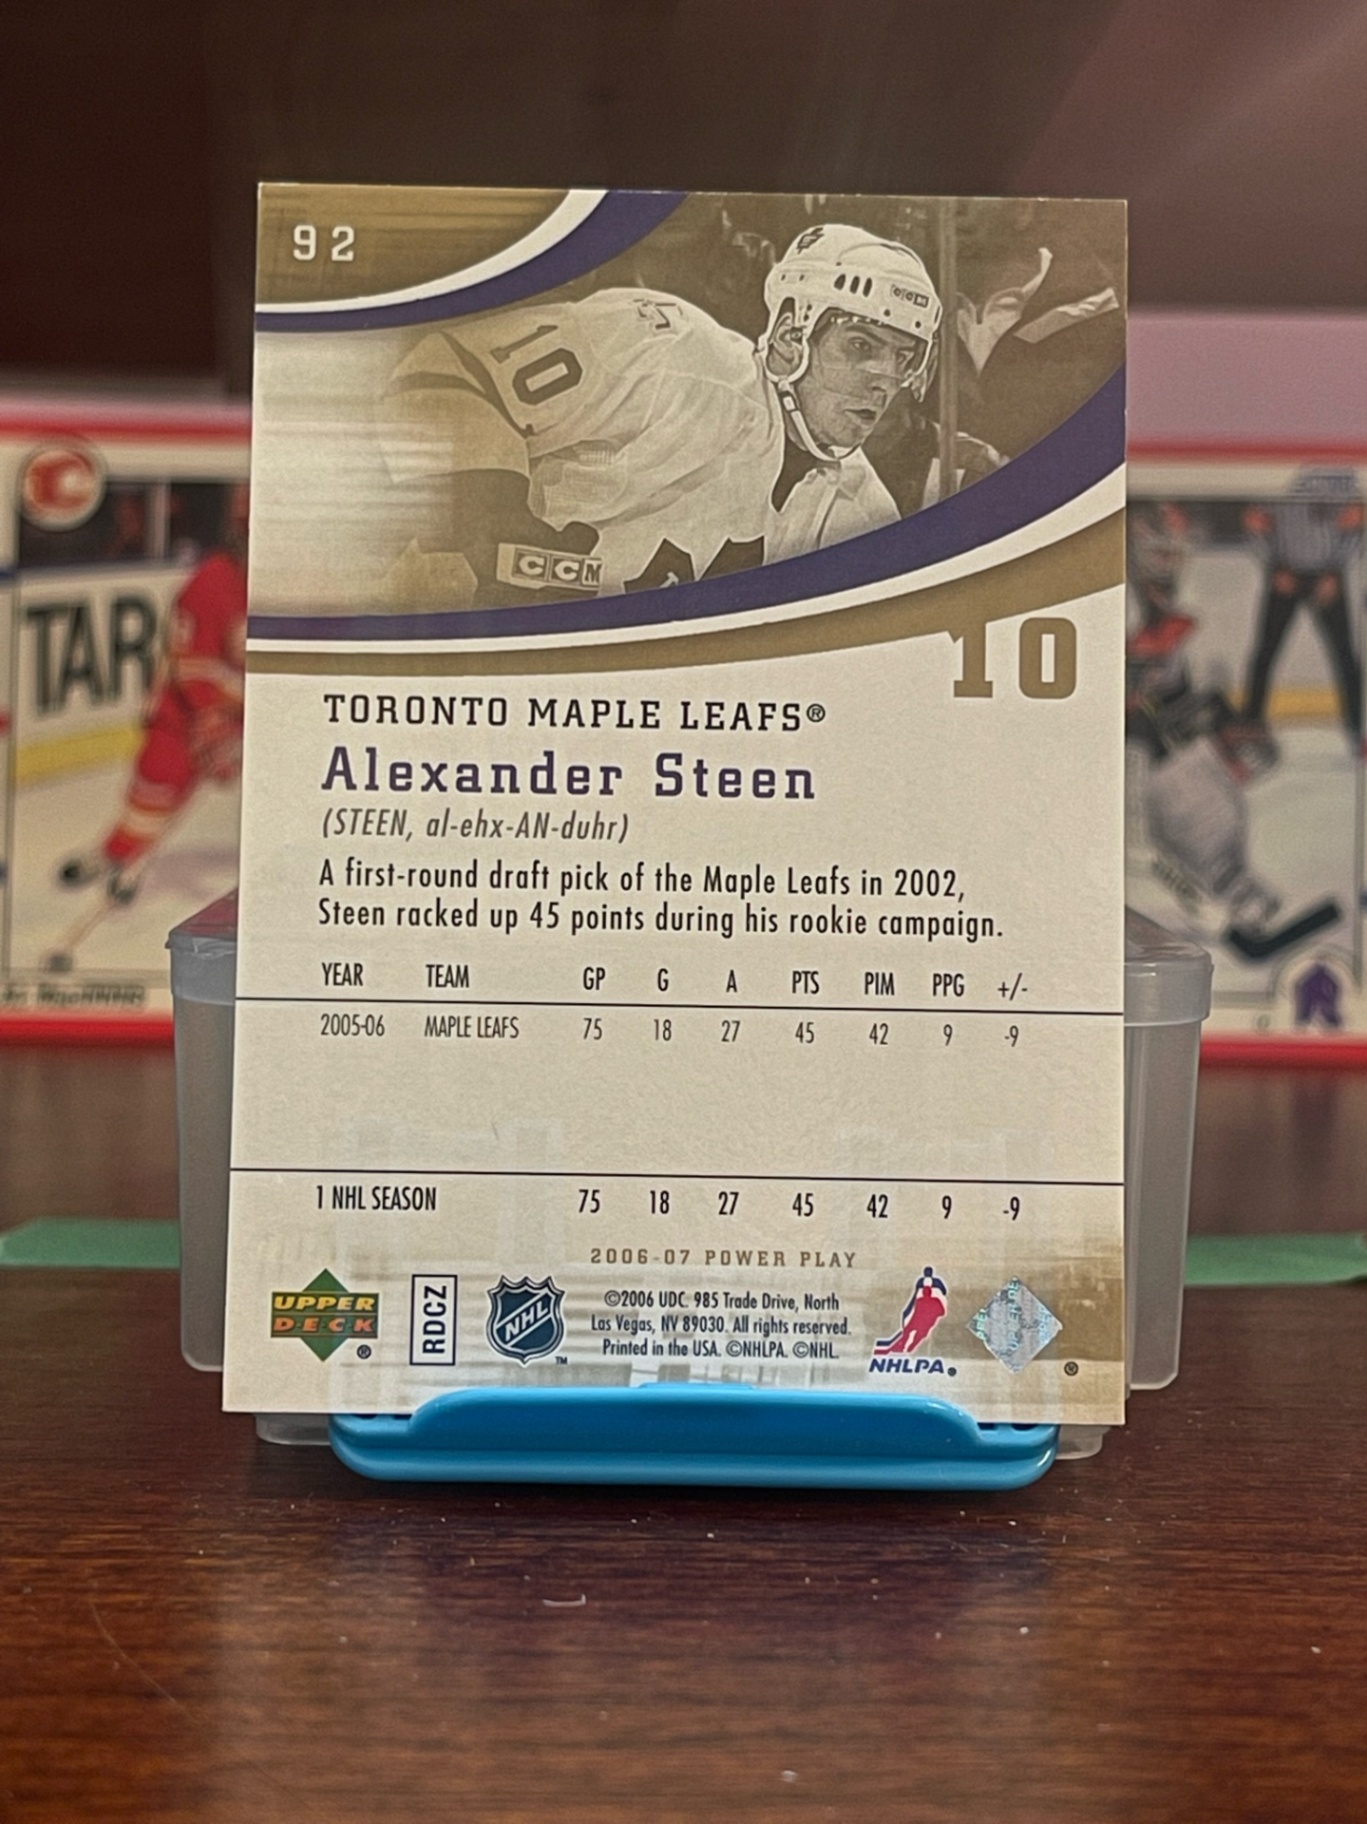 92
10
CCM
CCM
10
TORONTO MAPLE LEAFS®
Alexander Steen
(STEEN, al-ehx-AN-duhr)
A first-round draft pick of the Maple Leafs in 2002,
Steen racked up 45 points during his rookie campaign.
YEAR TEAM GP G A PTS PIM PPG +/-
2005-06 MAPLE LEAFS 75 18 27 45 42 9 -9
1 NHL SEASON 75 18 27 45 42 9 -9
2006-07 POWER PLAY
UPPER
DECK
®
RDCZ
NHL
™
©2006 UDC. 985 Trade Drive, North
Las Vegas, NV 89030. All rights reserved.
Printed in the USA. ©NHLPA. ©NHL.
NHLPA®
®
TAR